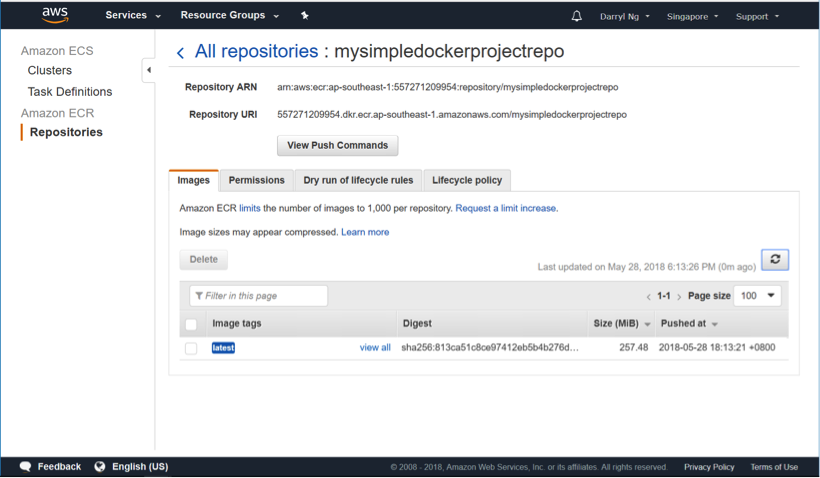 aws Services Resource Groups Darryl Ng Singapore Support
Amazon ECS
Clusters
Task Definitions
Amazon ECR
Repositories
All repositories : mysimpledockerprojectrepo
Repository ARN arn:aws:ecr:ap-southeast-1:557271209954:repository/mysimpledockerprojectrepo
Repository URI 557271209954.dkr.ecr.ap-southeast-1.amazonaws.com/mysimpledockerprojectrepo
View Push Commands
Images Permissions Dry run of lifecycle rules Lifecycle policy
Amazon ECR limits the number of images to 1,000 per repository. Request a limit increase.
Image sizes may appear compressed. Learn more
Delete
Last updated on May 28, 2018 6:13:26 PM (0m ago)
Filter in this page < 1-1 > Page size 100
Image tags Digest Size (MiB) Pushed at
latest view all sha256:813ca51c8ce97412eb5b4b276d... 257.48 2018-05-28 18:13:21 +0800
Feedback English (US) © 2008 - 2018, Amazon Web Services, Inc. or its affiliates. All rights reserved. Privacy Policy Terms of Use